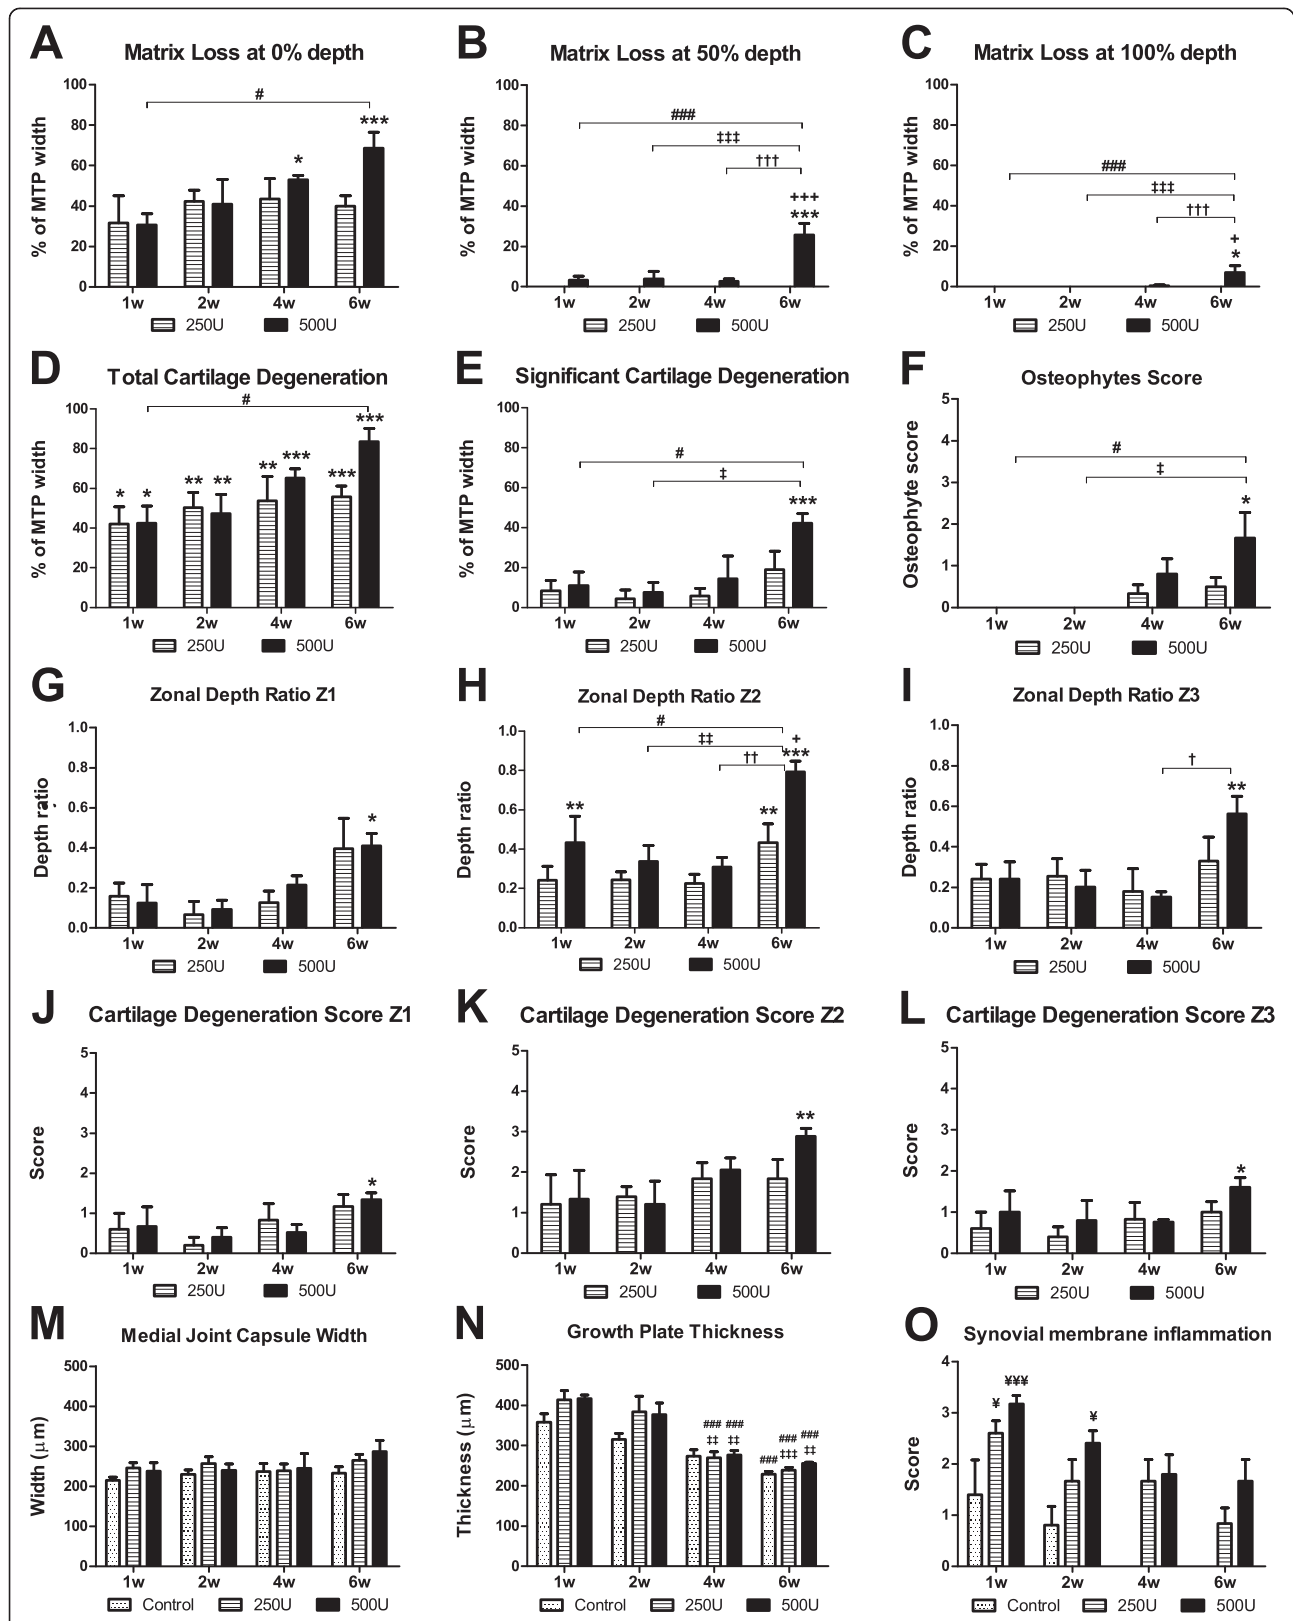 A Matrix Loss at 0% depth
% of MTP width
100
80
60
40
20
0
#
*
***
1w 2w 4w 6w
250U 500U
B Matrix Loss at 50% depth
% of MTP width
100
80
60
40
20
0
###
‡‡‡
†††
+++
***
1w 2w 4w 6w
250U 500U
C Matrix Loss at 100% depth
% of MTP width
100
80
60
40
20
0
###
‡‡‡
†††
+
*
1w 2w 4w 6w
250U 500U
D Total Cartilage Degeneration
% of MTP width
100
80
60
40
20
0
#
* * ** ** ** *** *** ***
1w 2w 4w 6w
250U 500U
E Significant Cartilage Degeneration
% of MTP width
100
80
60
40
20
0
#
‡
***
1w 2w 4w 6w
250U 500U
F Osteophytes Score
Osteophyte score
5
4
3
2
1
0
#
‡
*
1w 2w 4w 6w
250U 500U
G Zonal Depth Ratio Z1
Depth ratio
1.0
0.8
0.6
0.4
0.2
0.0
*
1w 2w 4w 6w
250U 500U
H Zonal Depth Ratio Z2
Depth ratio
1.0
0.8
0.6
0.4
0.2
0.0
#
‡‡
††
+
***
** **
1w 2w 4w 6w
250U 500U
I Zonal Depth Ratio Z3
Depth ratio
1.0
0.8
0.6
0.4
0.2
0.0
†
**
1w 2w 4w 6w
250U 500U
J Cartilage Degeneration Score Z1
Score
5
4
3
2
1
0
*
1w 2w 4w 6w
250U 500U
K Cartilage Degeneration Score Z2
Score
5
4
3
2
1
0
**
1w 2w 4w 6w
250U 500U
L Cartilage Degeneration Score Z3
Score
5
4
3
2
1
0
*
1w 2w 4w 6w
250U 500U
M Medial Joint Capsule Width
Width (μm)
500
400
300
200
100
0
1w 2w 4w 6w
Control 250U 500U
N Growth Plate Thickness
Thickness (μm)
500
400
300
200
100
0
### ### ### ### ###
‡‡ ‡‡ ‡‡‡ ‡‡
1w 2w 4w 6w
Control 250U 500U
O Synovial membrane inflammation
Score
4
3
2
1
0
¥ ¥¥¥ ¥
1w 2w 4w 6w
Control 250U 500U